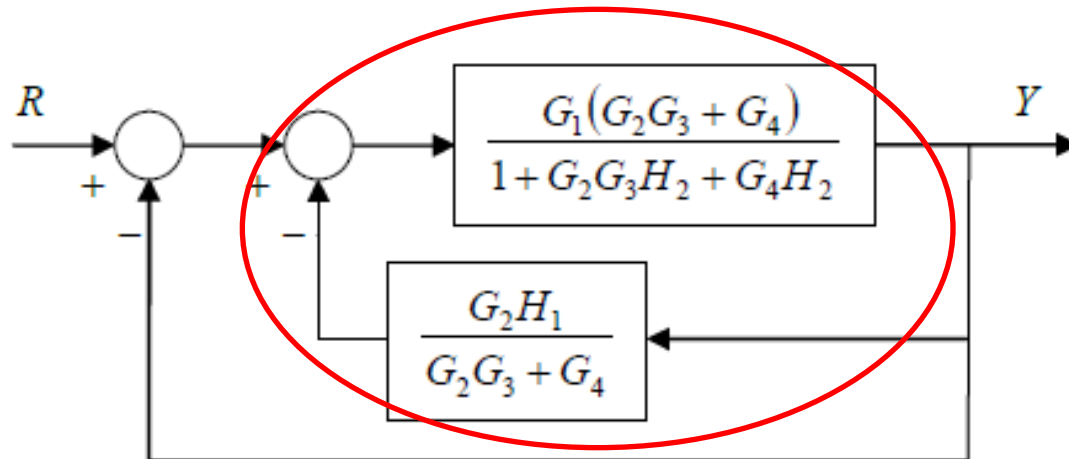 R
Y
G₁(G₂G₃ + G₄)
1 + G₂G₃H₂ + G₄H₂
+
+
−
−
G₂H₁
G₂G₃ + G₄